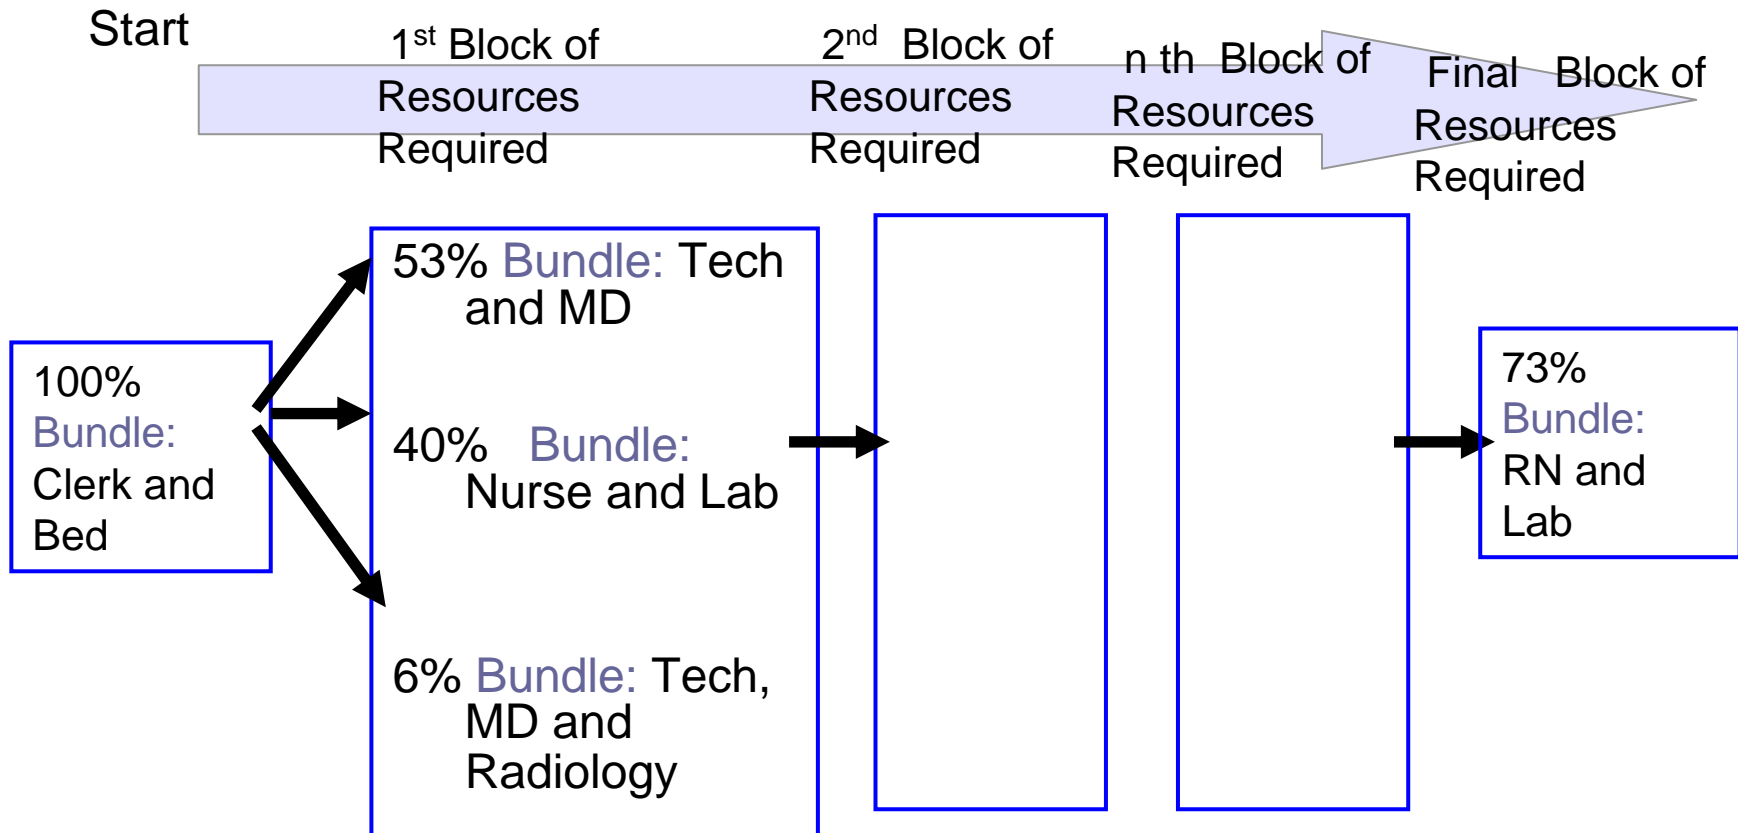 Start
1st Block of
Resources
Required
2nd Block of
Resources
Required
n th Block of
Resources
Required
Final Block of
Resources
Required
100%
Bundle:
Clerk and
Bed
53% Bundle: Tech
and MD
40% Bundle:
Nurse and Lab
6% Bundle: Tech,
MD and
Radiology
73%
Bundle:
RN and
Lab